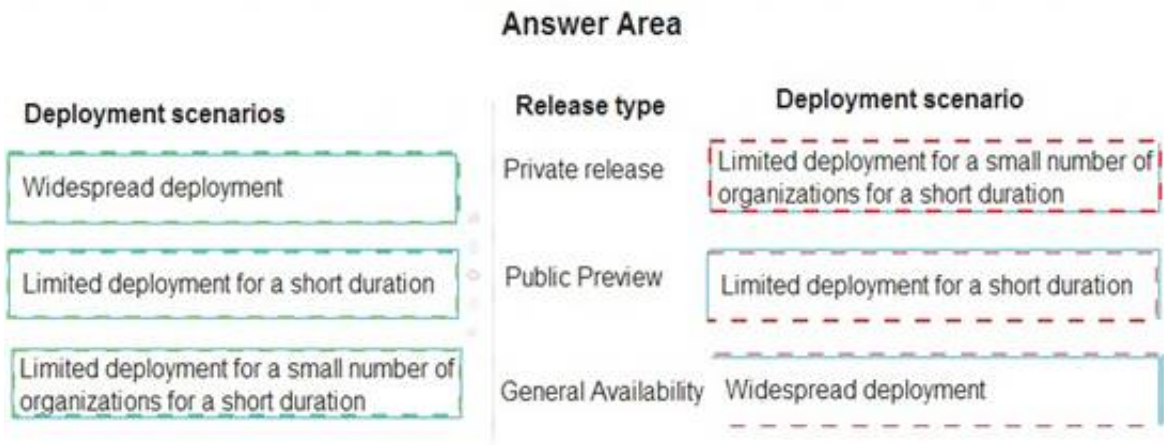 Answer Area
Deployment scenarios
Widespread deployment
Limited deployment for a short duration
Limited deployment for a small number of
organizations for a short duration
Release type
Deployment scenario
Private release
Limited deployment for a small number of
organizations for a short duration
Public Preview
Limited deployment for a short duration
General Availability
Widespread deployment